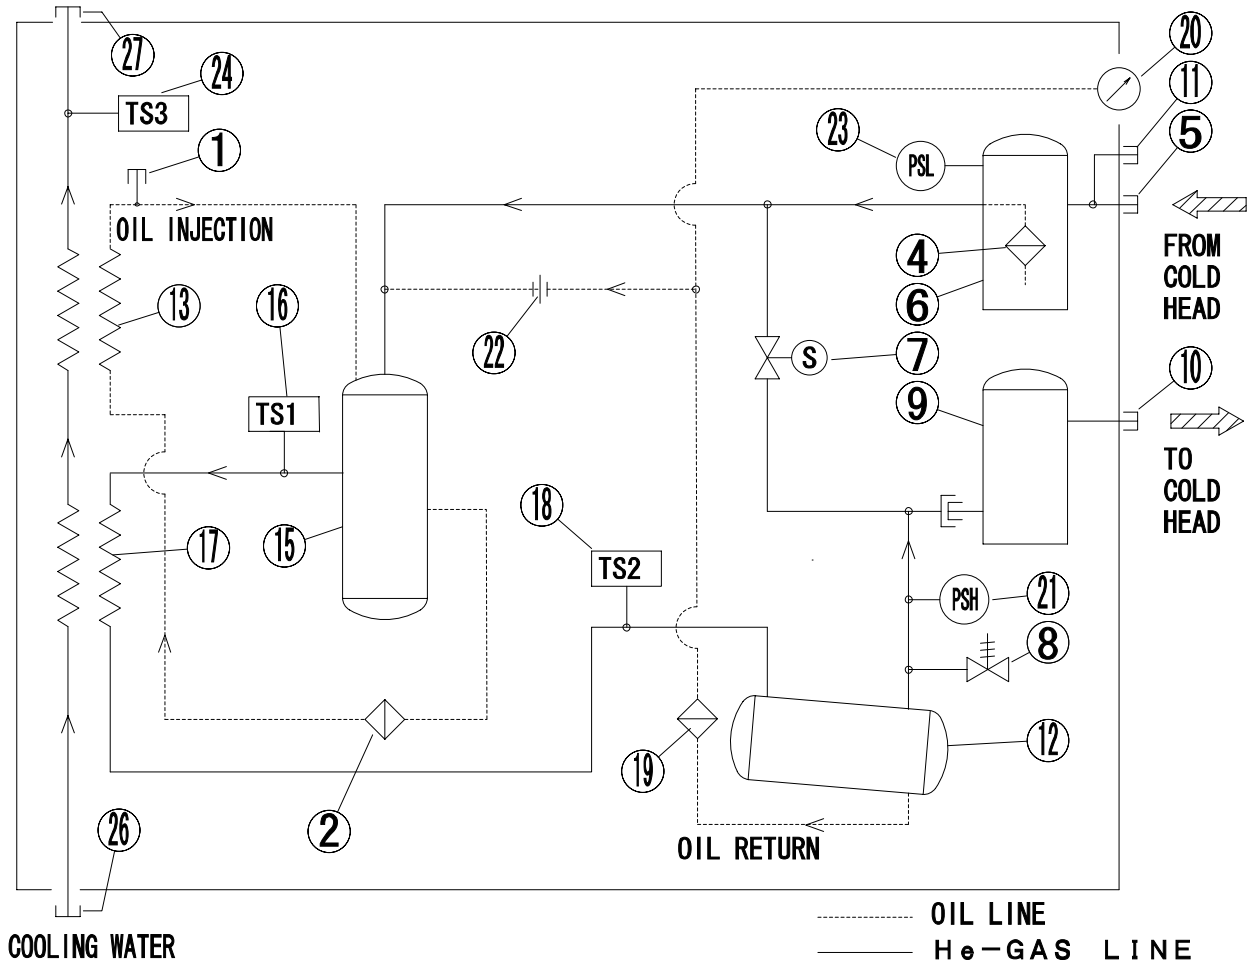 27
20
24
11
TS3
23
5
1
PSL
OIL INJECTION
4
FROM
COLD
HEAD
13
16
6
22
S
7
10
TS1
9
TO
COLD
HEAD
18
17
15
TS2
PSH
21
8
12
19
2
26
OIL RETURN
OIL LINE
COOLING WATER
He-GAS LINE